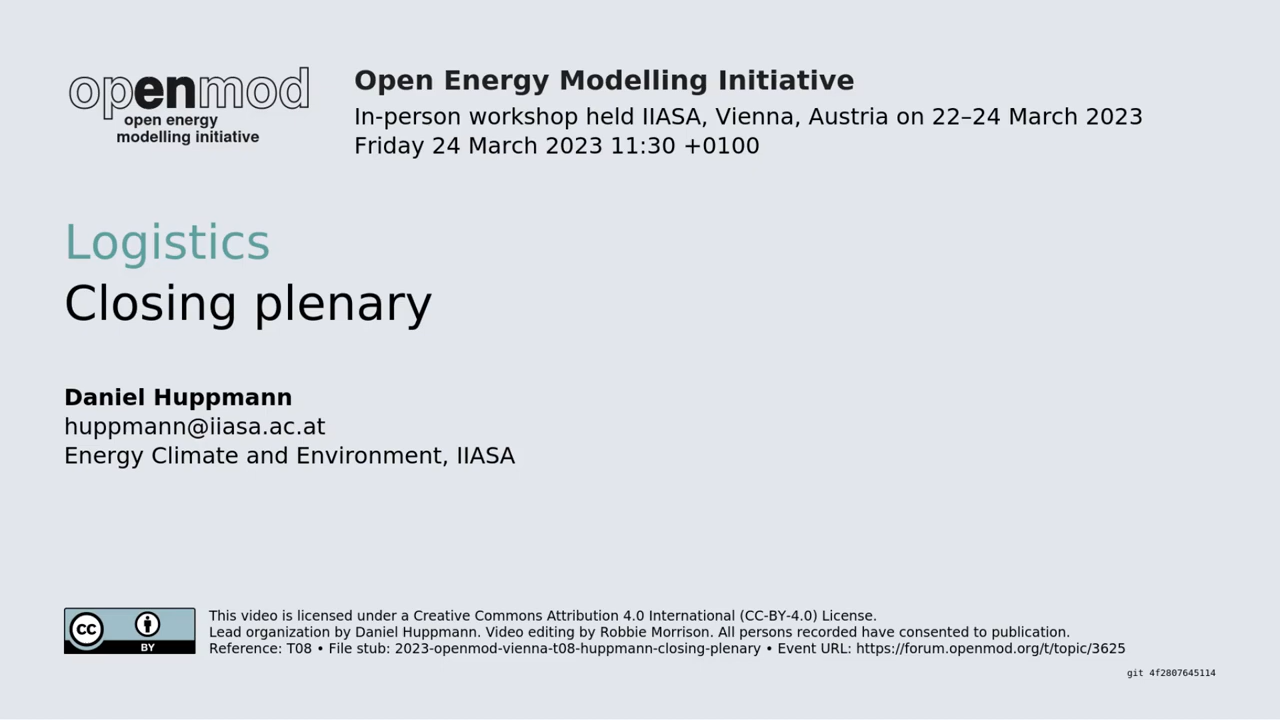 openmod
open energy
modelling initiative
Open Energy Modelling Initiative
In-person workshop held IIASA, Vienna, Austria on 22–24 March 2023
Friday 24 March 2023 11:30 +0100
Logistics
Closing plenary
Daniel Huppmann
huppmann@iiasa.ac.at
Energy Climate and Environment, IIASA
cc
BY
This video is licensed under a Creative Commons Attribution 4.0 International (CC-BY-4.0) License.
Lead organization by Daniel Huppmann. Video editing by Robbie Morrison. All persons recorded have consented to publication.
Reference: T08 • File stub: 2023-openmod-vienna-t08-huppmann-closing-plenary • Event URL: https://forum.openmod.org/t/topic/3625
git 4f2807645114